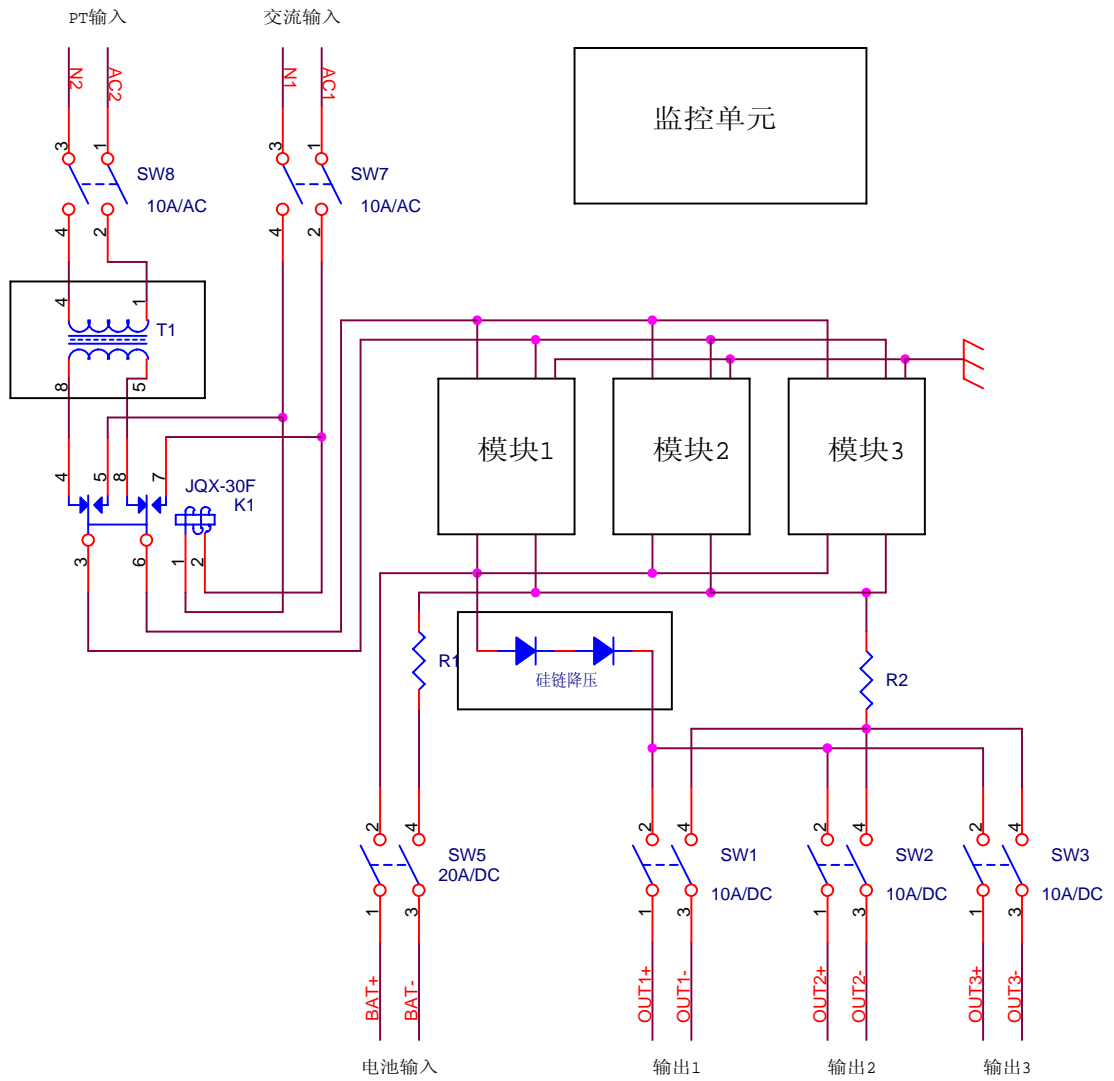 PT输入
交流输入
N2
AC2
N1
AC1
监控单元
3
1
SW8
10A/AC
4
2
3
1
SW7
10A/AC
4
2
4
1
T1
8
5
4
5
8
7
JQX-30F
K1
3
6
1
2
模块1
模块2
模块3
R1
硅链降压
R2
2
4
SW5
20A/DC
1
3
2
4
SW1
10A/DC
1
3
2
4
SW2
10A/DC
1
3
2
4
SW3
10A/DC
1
3
BAT+
BAT-
OUT1+
OUT1-
OUT2+
OUT2-
OUT3+
OUT3-
电池输入
输出1
输出2
输出3